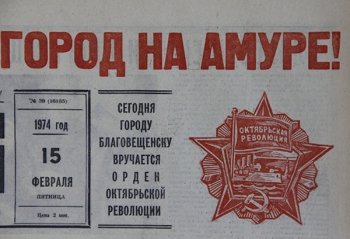 ГОРОД НА АМУРЕ!
№ 39 (16165)
1974 год
15
ФЕВРАЛЯ
ПЯТНИЦА
Цена 2 коп.
СЕГОДНЯ
ГОРОДУ
БЛАГОВЕЩЕНСКУ
ВРУЧАЕТСЯ
ОРДЕН
ОКТЯБРЬСКОЙ
РЕВОЛЮЦИИ
ОКТЯБРЬСКАЯ
РЕВОЛЮЦИЯ